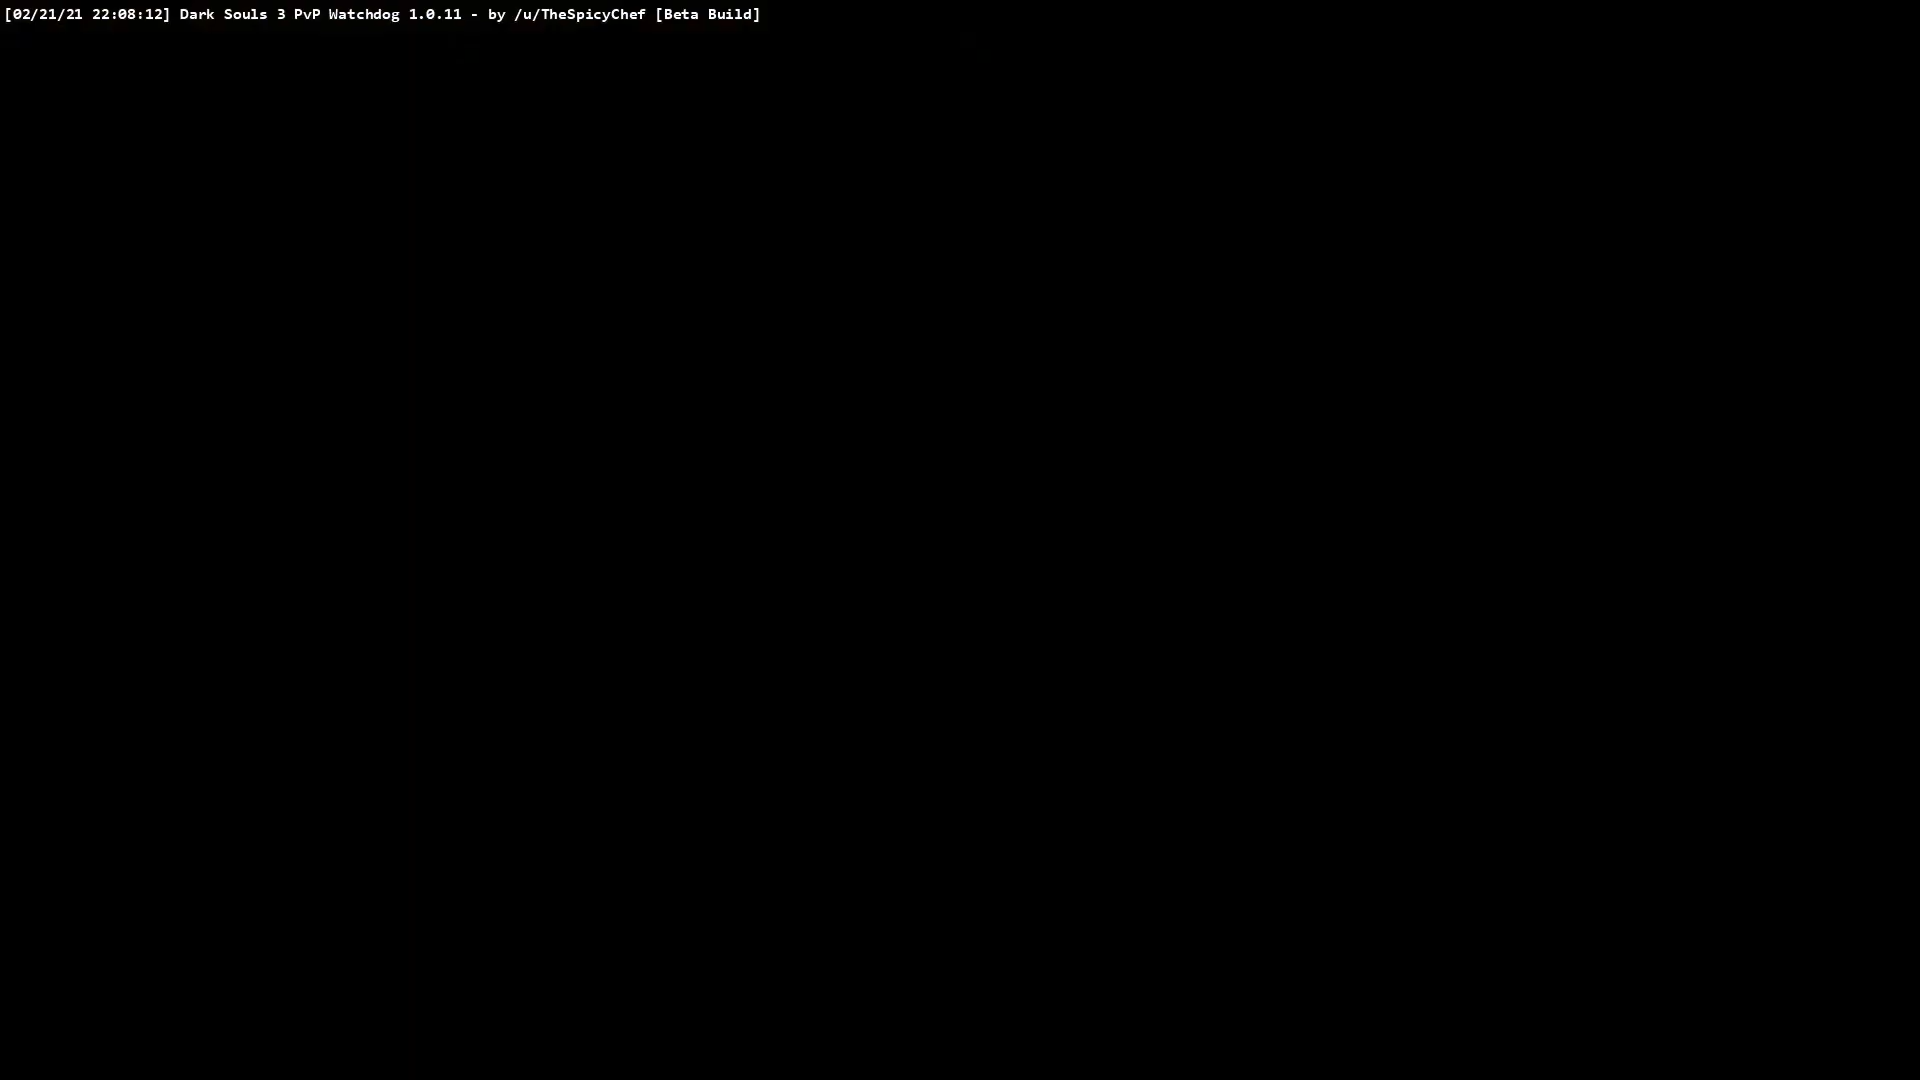 [02/21/21 22:08:12] Dark Souls 3 PvP Watchdog 1.0.11 - by /u/TheSpicyChef [Beta Build]